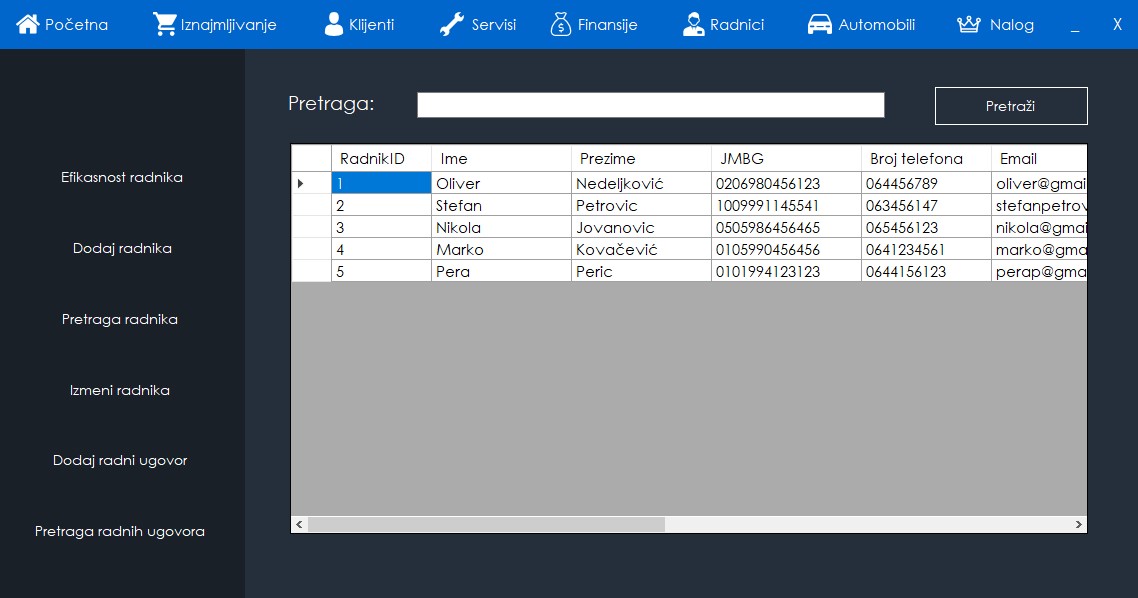 Početna Iznajmljivanje Klijenti Servisi Finansije Radnici Automobili Nalog _ X
Pretraga: Pretraži
Efikasnost radnika
Dodaj radnika
Pretraga radnika
Izmeni radnika
Dodaj radni ugovor
Pretraga radnih ugovora
RadnikID Ime Prezime JMBG Broj telefona Email
1 Oliver Nedeljković 0206980456123 064456789 oliver@gmai
2 Stefan Petrovic 1009991145541 063456147 stefanpetrov
3 Nikola Jovanovic 0505986456465 065456123 nikola@gmai
4 Marko Kovačević 0105990456456 0641234561 marko@gma
5 Pera Peric 0101994123123 0644156123 perap@gma